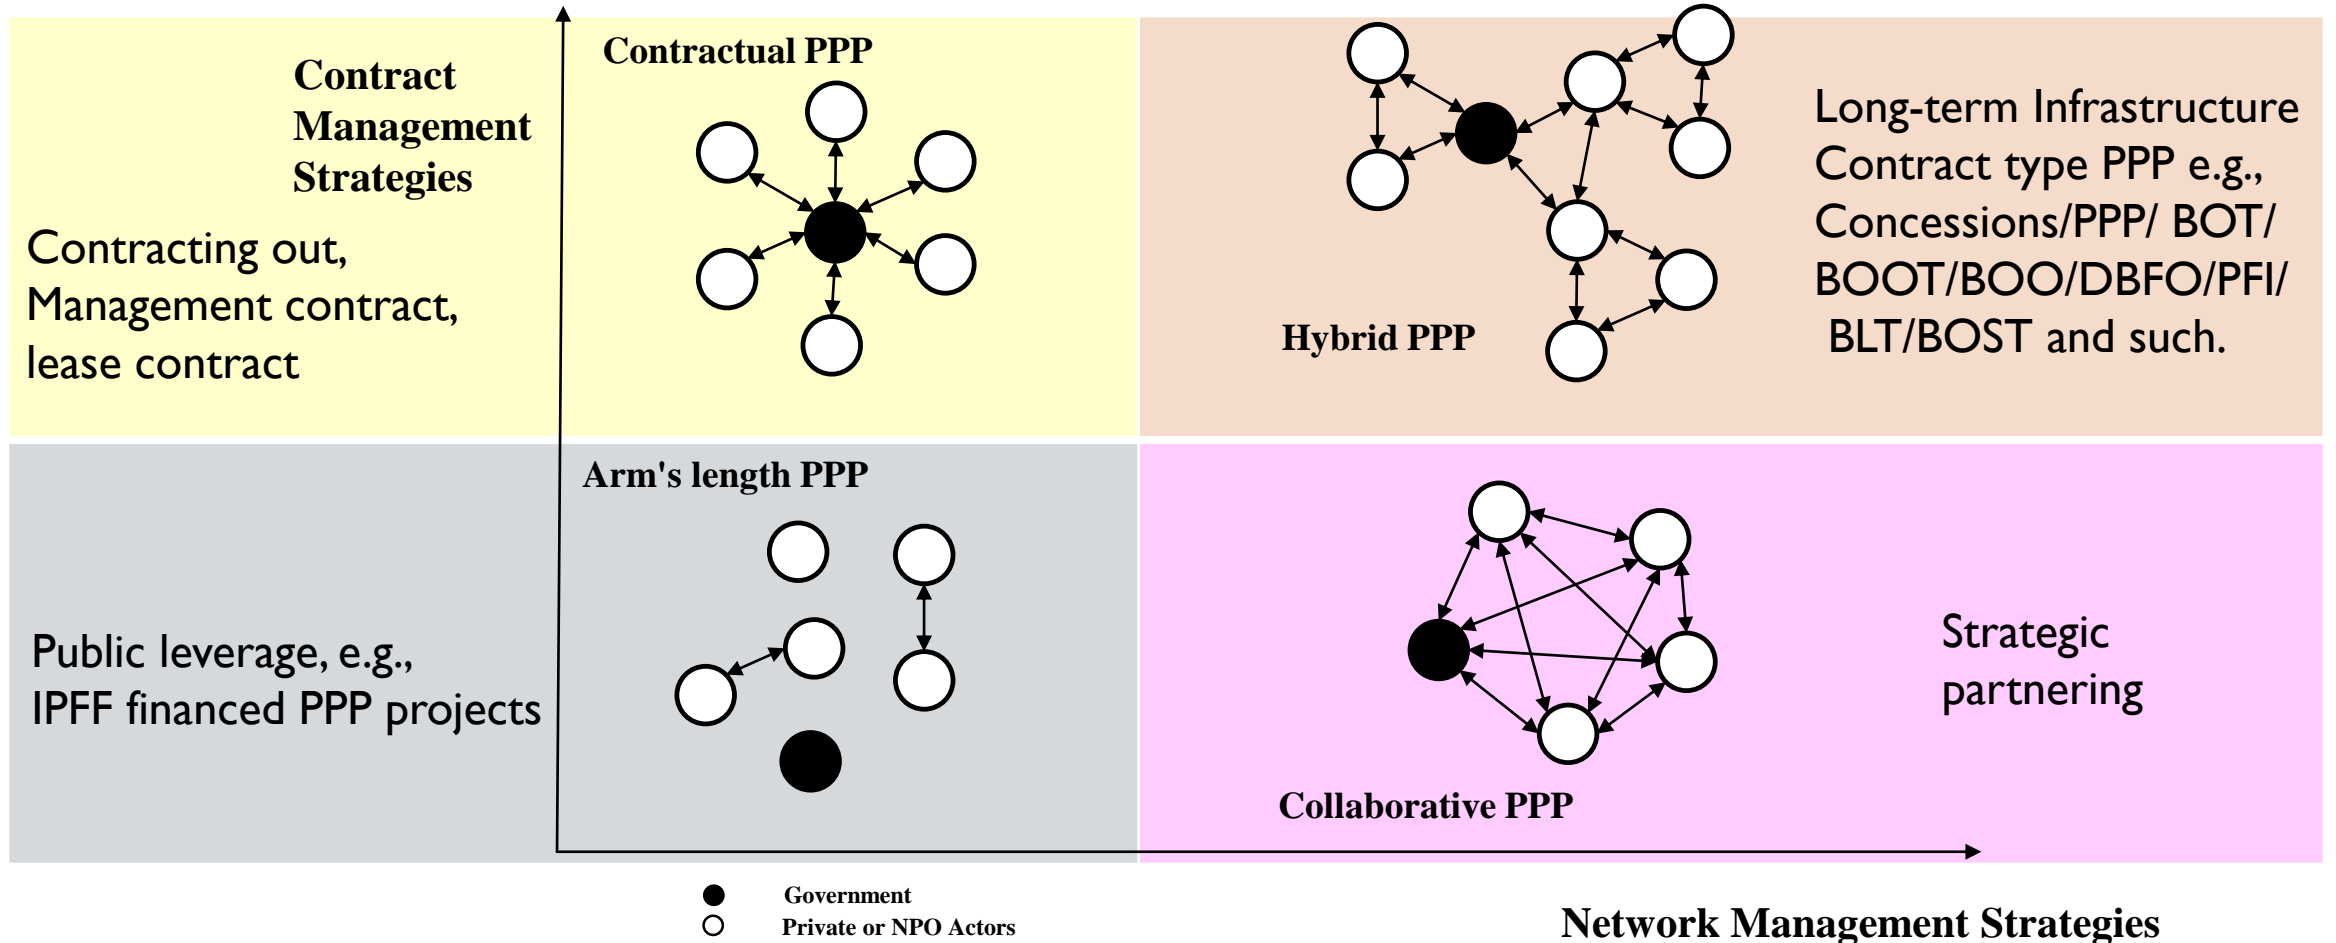 Contractual PPP
Contract
Management
Strategies
Contracting out,
Management contract,
lease contract
Long-term Infrastructure
Contract type PPP e.g.,
Concessions/PPP/ BOT/
BOOT/BOO/DBFO/PFI/
BLT/BOST and such.
Hybrid PPP
Arm's length PPP
Public leverage, e.g.,
IPFF financed PPP projects
Strategic
partnering
Collaborative PPP
Government
Private or NPO Actors
Network Management Strategies